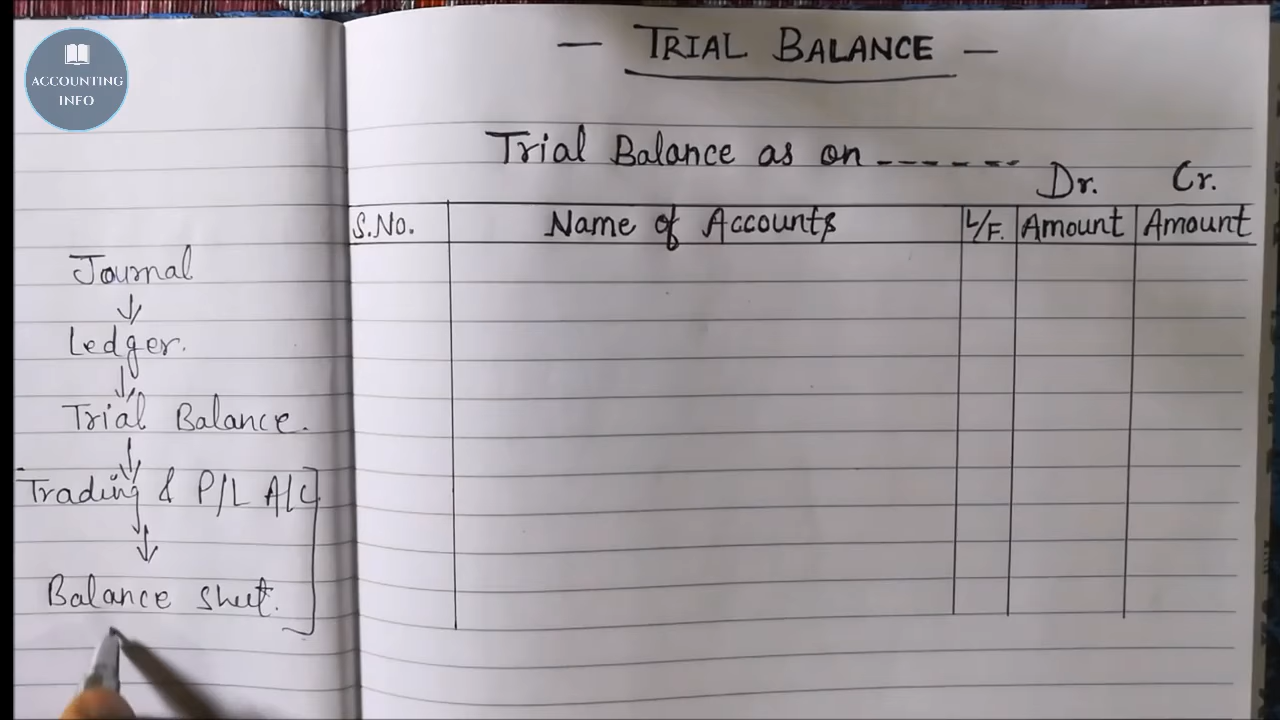 ACCOUNTING
INFO
— TRIAL BALANCE —
Trial Balance as on ------
Dr. Cr.
S.No. Name of Accounts L/F. Amount Amount
Journal
↓
Ledger.
↓
Trial Balance.
↓
Trading & P/L A/C
↓
Balance sheet.